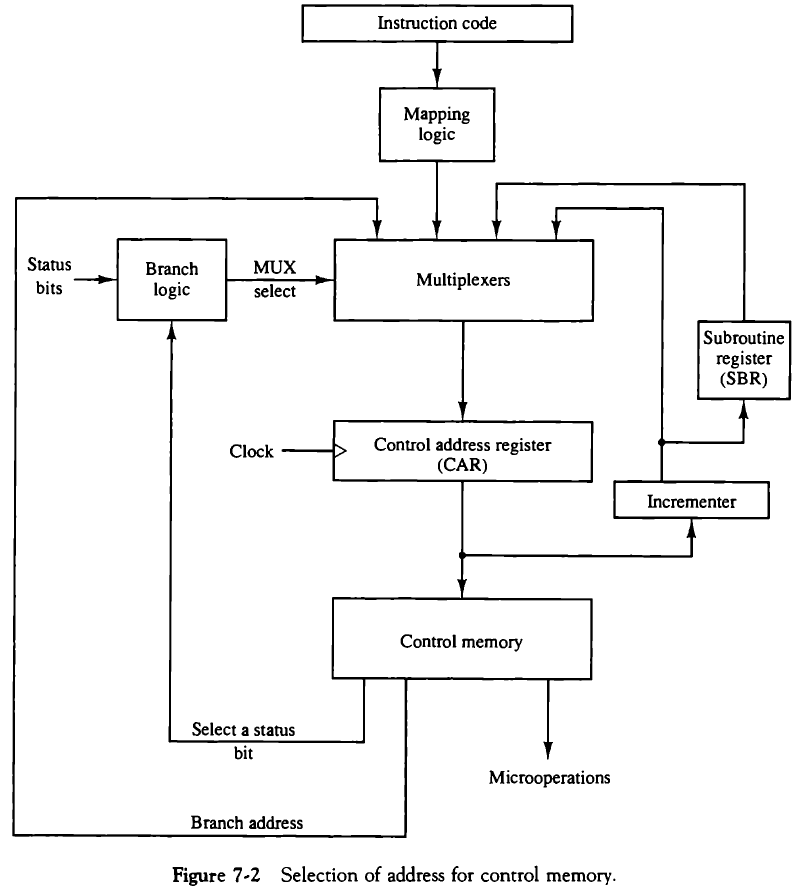 Instruction code
Mapping
logic
Status
bits
Branch
logic
MUX
select
Multiplexers
Subroutine
register
(SBR)
Clock
Control address register
(CAR)
Incrementer
Control memory
Select a status
bit
Microoperations
Branch address
Figure 7-2 Selection of address for control memory.